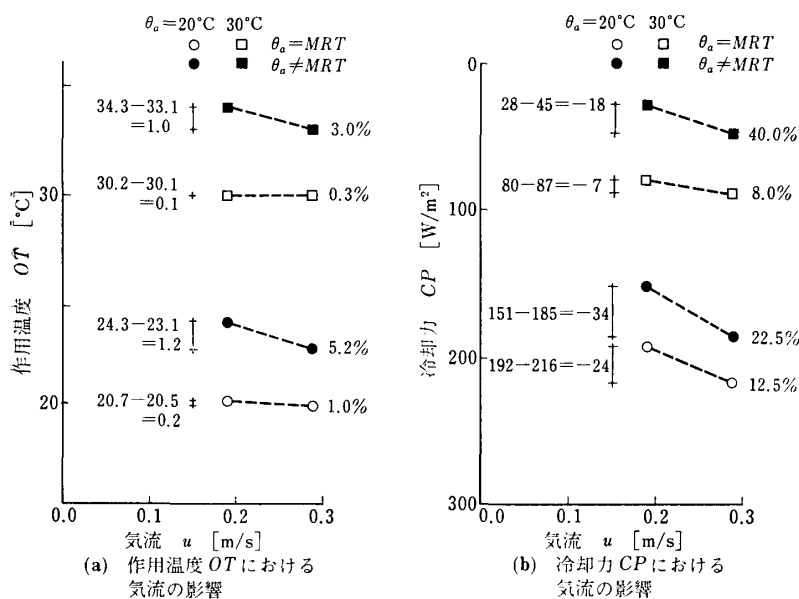 θa=20°C 30°C
○ □ θa=MRT
● ■ θa≠MRT
34.3−33.1
=1.0
3.0%
30.2−30.1
=0.1
0.3%
24.3−23.1
=1.2
5.2%
20.7−20.5
=0.2
1.0%
30
20
作用温度 OT [°C]
0.0 0.1 0.2 0.3
気流 u [m/s]
(a) 作用温度OTにおける
気流の影響
θa=20°C 30°C
○ □ θa=MRT
● ■ θa≠MRT
0
28−45=−18
40.0%
80−87=−7
8.0%
100
151−185=−34
22.5%
200
192−216=−24
12.5%
300
冷却力 CP [W/m²]
0.0 0.1 0.2 0.3
気流 u [m/s]
(b) 冷却力CPにおける
気流の影響